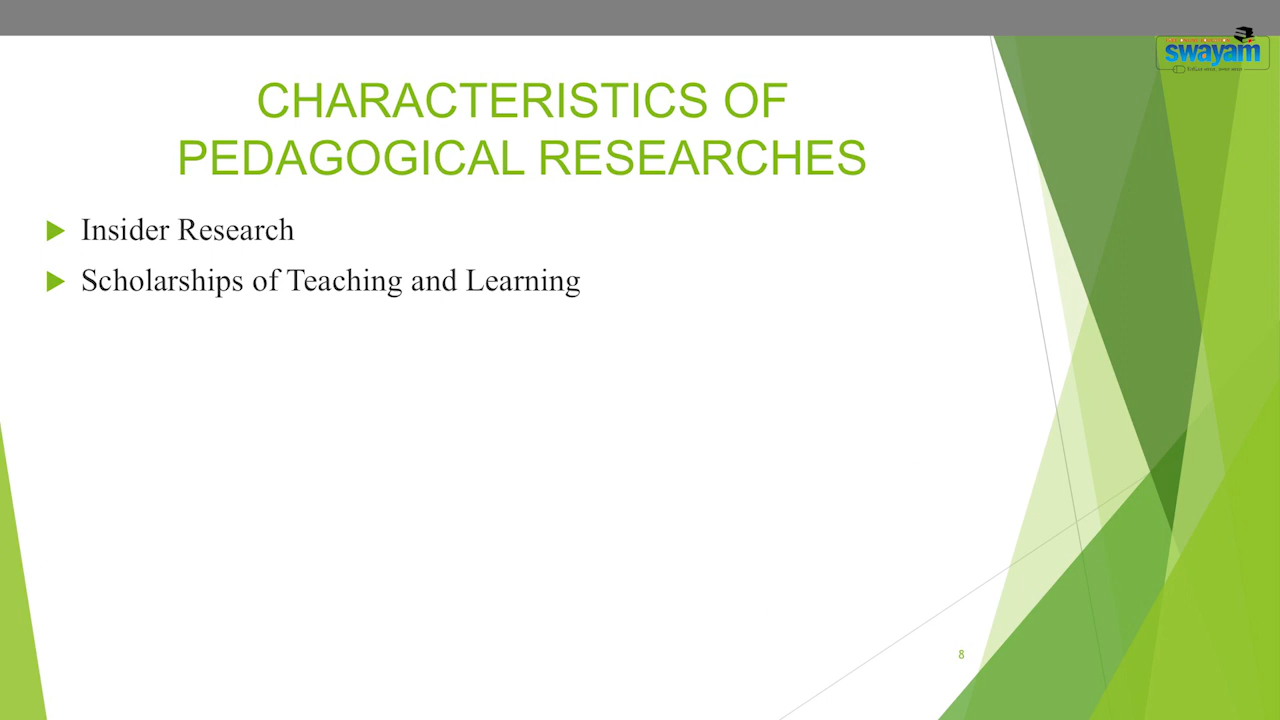 swayam
CHARACTERISTICS OF
PEDAGOGICAL RESEARCHES
Insider Research
Scholarships of Teaching and Learning
8